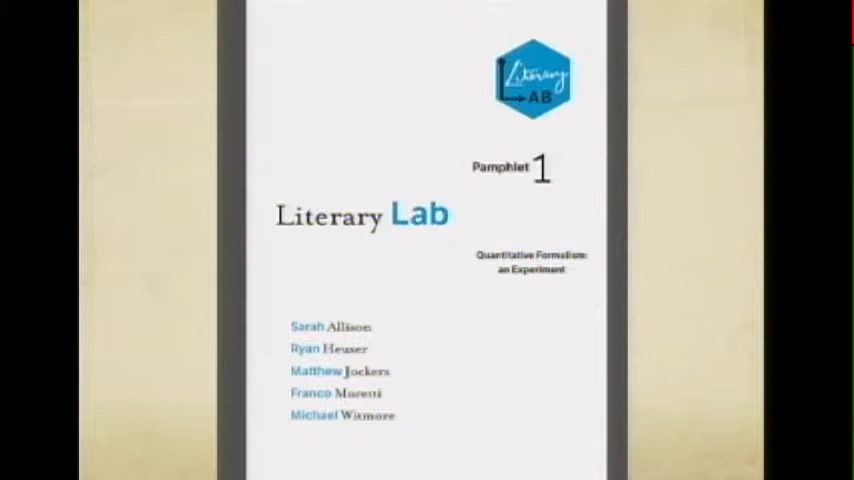 Literary
AB
Pamphlet 1
Literary Lab
Quantitative Formalism:
an Experiment
Sarah Allison
Ryan Heuser
Matthew Jockers
Franco Moretti
Michael Witmore